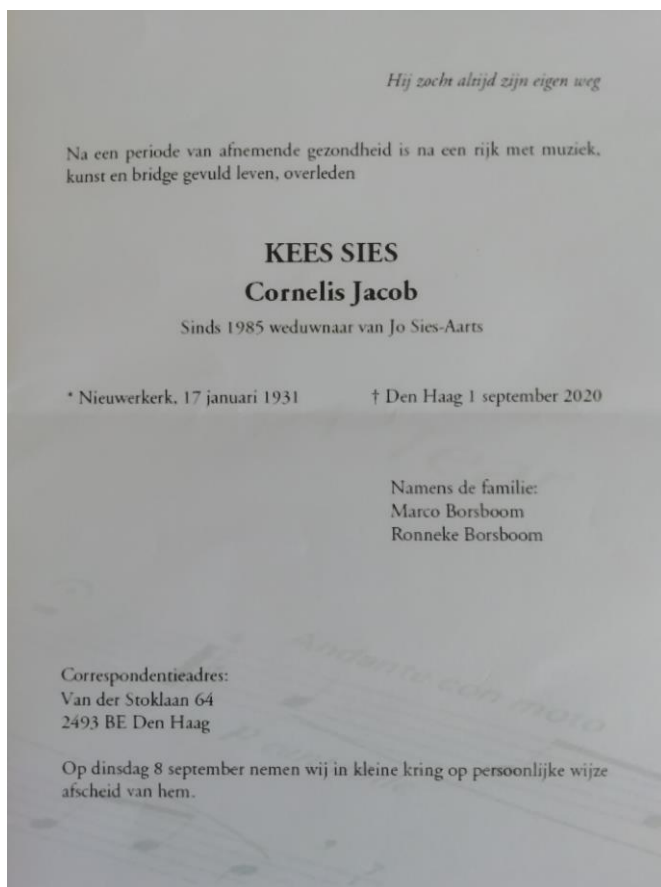 Hij zocht altijd zijn eigen weg
Na een periode van afnemende gezondheid is na een rijk met muziek,
kunst en bridge gevuld leven, overleden
KEES SIES
Cornelis Jacob
Sinds 1985 weduwnaar van Jo Sies-Aarts
* Nieuwerkerk, 17 januari 1931 † Den Haag 1 september 2020
Namens de familie:
Marco Borsboom
Ronneke Borsboom
Andante con moto
Correspondentieadres:
Van der Stoklaan 64
2493 BE Den Haag
Op dinsdag 8 september nemen wij in kleine kring op persoonlijke wijze
afscheid van hem.